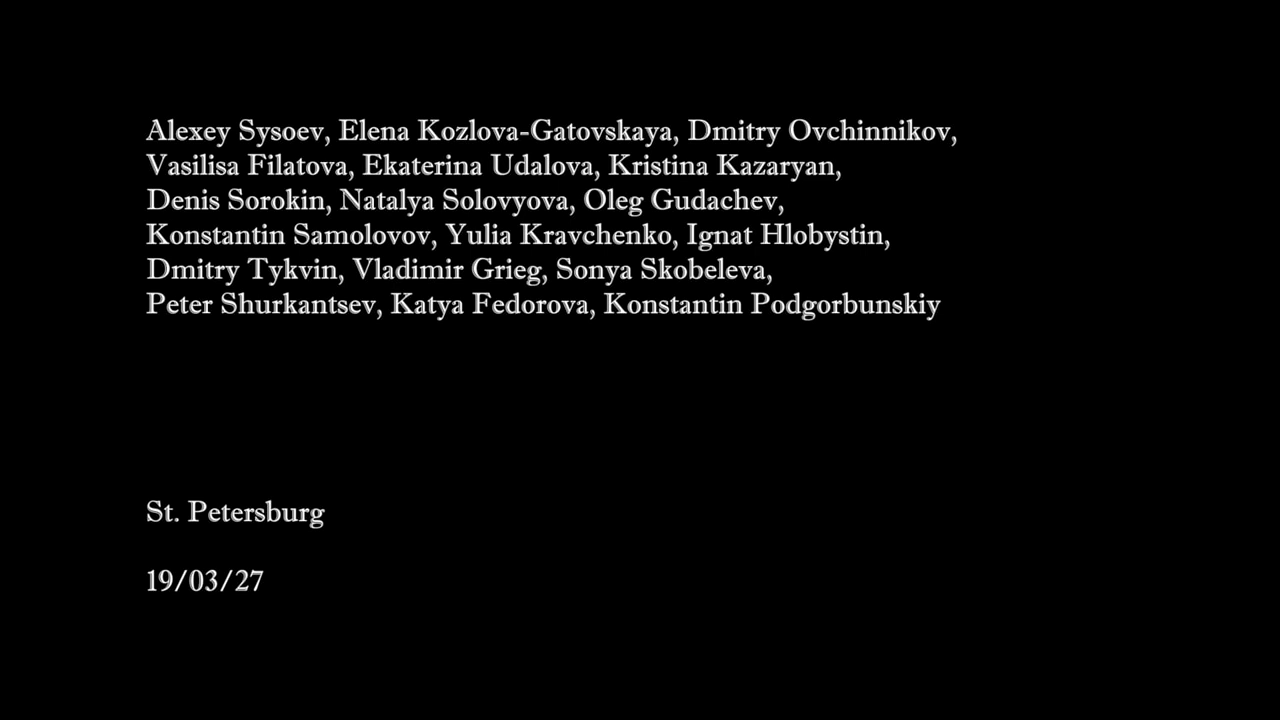 Alexey Sysoev, Elena Kozlova-Gatovskaya, Dmitry Ovchinnikov,
Vasilisa Filatova, Ekaterina Udalova, Kristina Kazaryan,
Denis Sorokin, Natalya Solovyova, Oleg Gudachev,
Konstantin Samolovov, Yulia Kravchenko, Ignat Hlobystin,
Dmitry Tykvin, Vladimir Grieg, Sonya Skobeleva,
Peter Shurkantsev, Katya Fedorova, Konstantin Podgorbunskiy
St. Petersburg
19/03/27